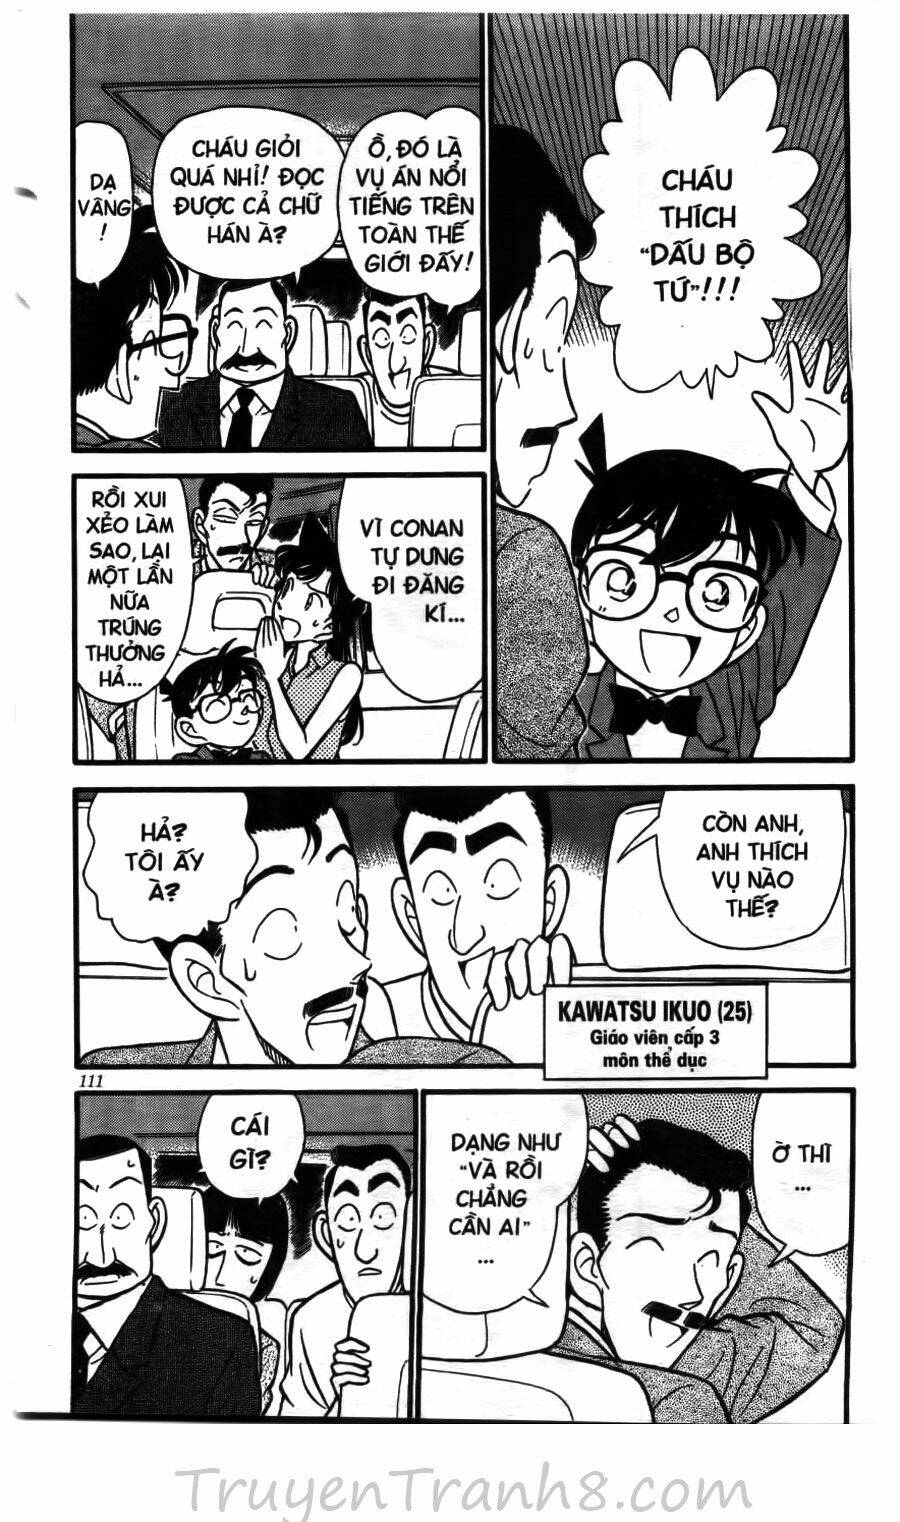 CHÁU
THÍCH
"DẤU BỘ
TỨ"!!!
Ồ, ĐÓ LÀ
VỤ ÁN NỔI
TIẾNG TRÊN
TOÀN THẾ
GIỚI ĐẤY!
CHÁU GIỎI
QUÁ NHỈ! ĐỌC
ĐƯỢC CẢ CHỮ
HÁN À?
DẠ
VÂNG
!
VÌ CONAN
TỰ DƯNG
ĐI ĐĂNG
KÍ...
RỒI XUI
XẺO LÀM
SAO, LẠI
MỘT LẦN
NỮA
TRÚNG
THƯỞNG
HẢ...
CÒN ANH,
ANH THÍCH
VỤ NÀO
THẾ?
HẢ?
TÔI ẤY
À?
KAWATSU IKUO (25)
Giáo viên cấp 3
môn thể dục
111
Ờ THÌ
...
DẠNG NHƯ
"VÀ RỒI
CHẲNG
CẦN AI"
...
CÁI
GÌ?
TruyenTranh8.com